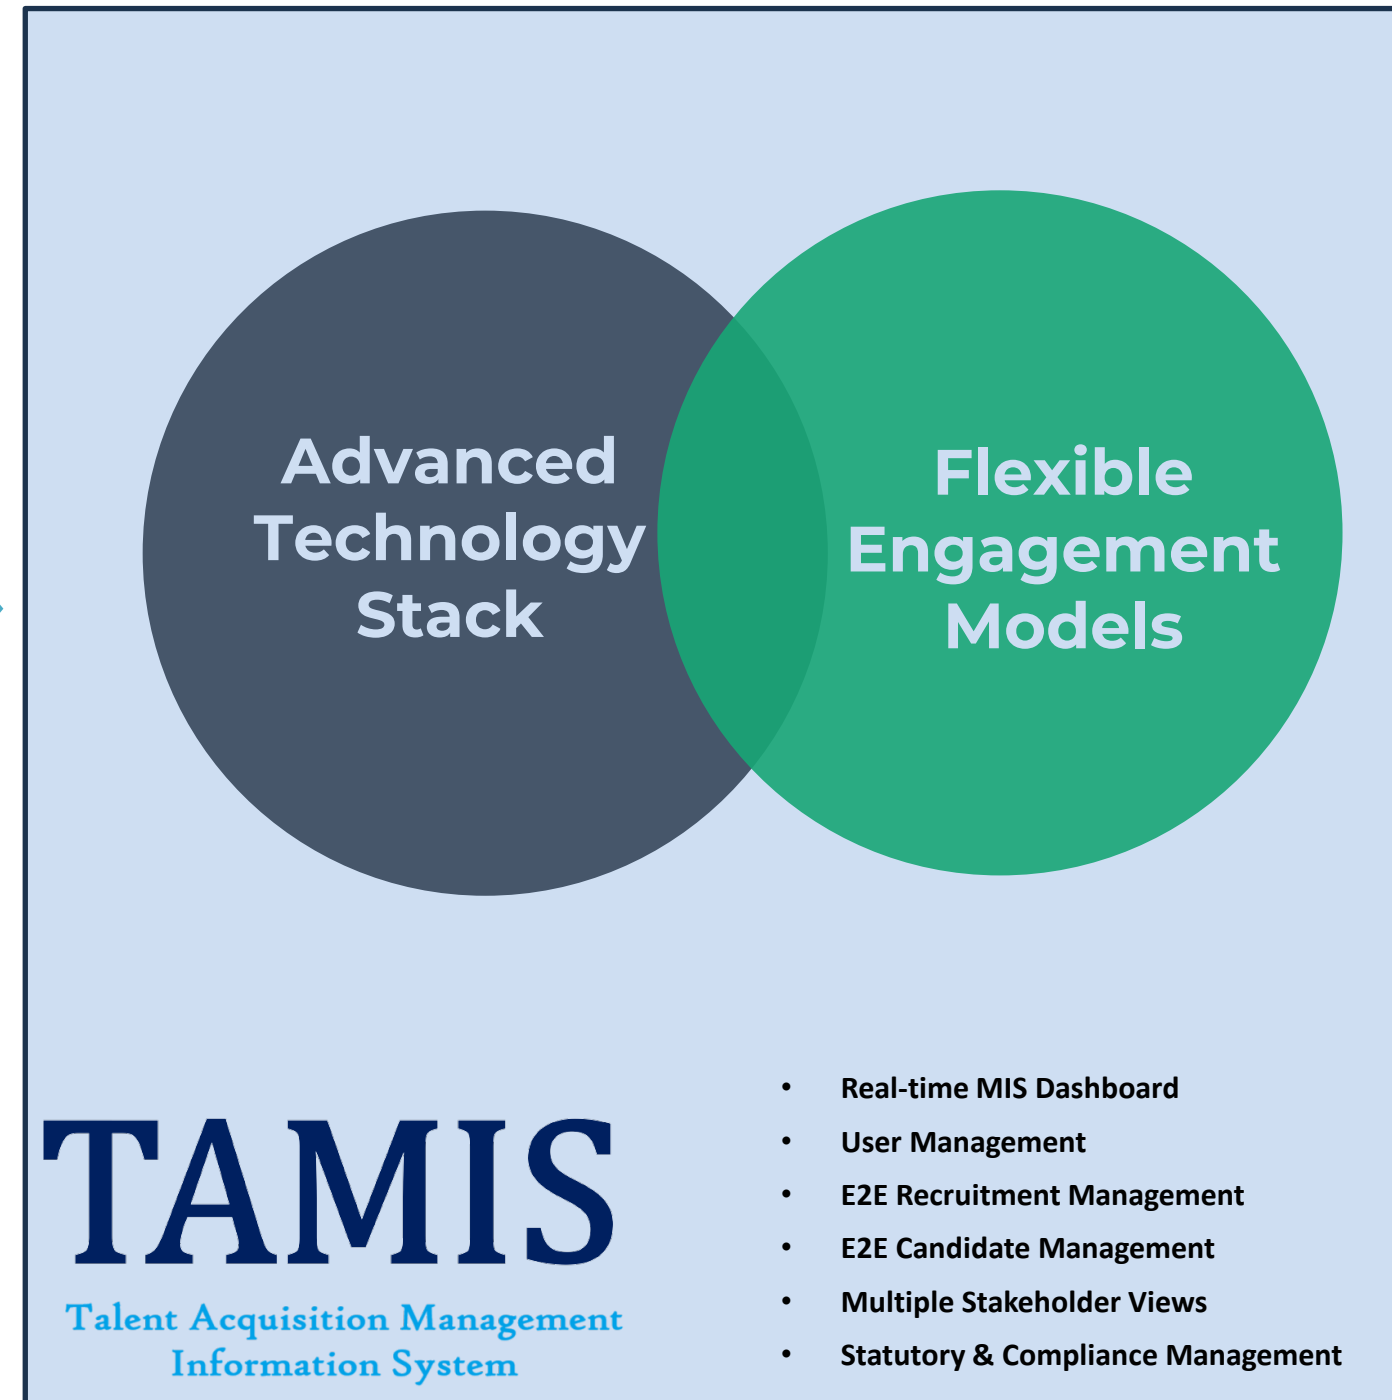 Advanced
Technology
Stack
Flexible
Engagement
Models
TAMIS
Talent Acquisition Management
Information System
• Real-time MIS Dashboard
• User Management
• E2E Recruitment Management
• E2E Candidate Management
• Multiple Stakeholder Views
• Statutory & Compliance Management